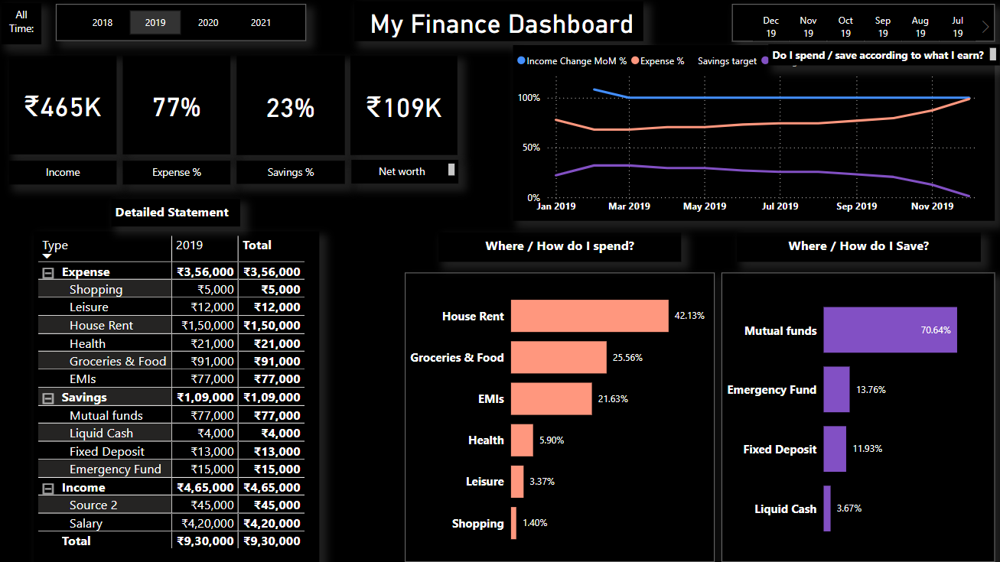 All
Time:
2018 2019 2020 2021
My Finance Dashboard
Dec Nov Oct Sep Aug Jul
19 19 19 19 19 19
₹465K 77% 23% ₹109K
Income Expense % Savings % Net worth
Income Change MoM % Expense % Savings target
Do I spend / save according to what I earn?
100%
50%
0%
Jan 2019 Mar 2019 May 2019 Jul 2019 Sep 2019 Nov 2019
Detailed Statement
Type 2019 Total
Expense ₹3,56,000 ₹3,56,000
Shopping ₹5,000 ₹5,000
Leisure ₹12,000 ₹12,000
House Rent ₹1,50,000 ₹1,50,000
Health ₹21,000 ₹21,000
Groceries & Food ₹91,000 ₹91,000
EMIs ₹77,000 ₹77,000
Savings ₹1,09,000 ₹1,09,000
Mutual funds ₹77,000 ₹77,000
Liquid Cash ₹4,000 ₹4,000
Fixed Deposit ₹13,000 ₹13,000
Emergency Fund ₹15,000 ₹15,000
Income ₹4,65,000 ₹4,65,000
Source 2 ₹45,000 ₹45,000
Salary ₹4,20,000 ₹4,20,000
Total ₹9,30,000 ₹9,30,000
Where / How do I spend?
House Rent 42.13%
Groceries & Food 25.56%
EMIs 21.63%
Health 5.90%
Leisure 3.37%
Shopping 1.40%
Where / How do I Save?
Mutual funds 70.64%
Emergency Fund 13.76%
Fixed Deposit 11.93%
Liquid Cash 3.67%